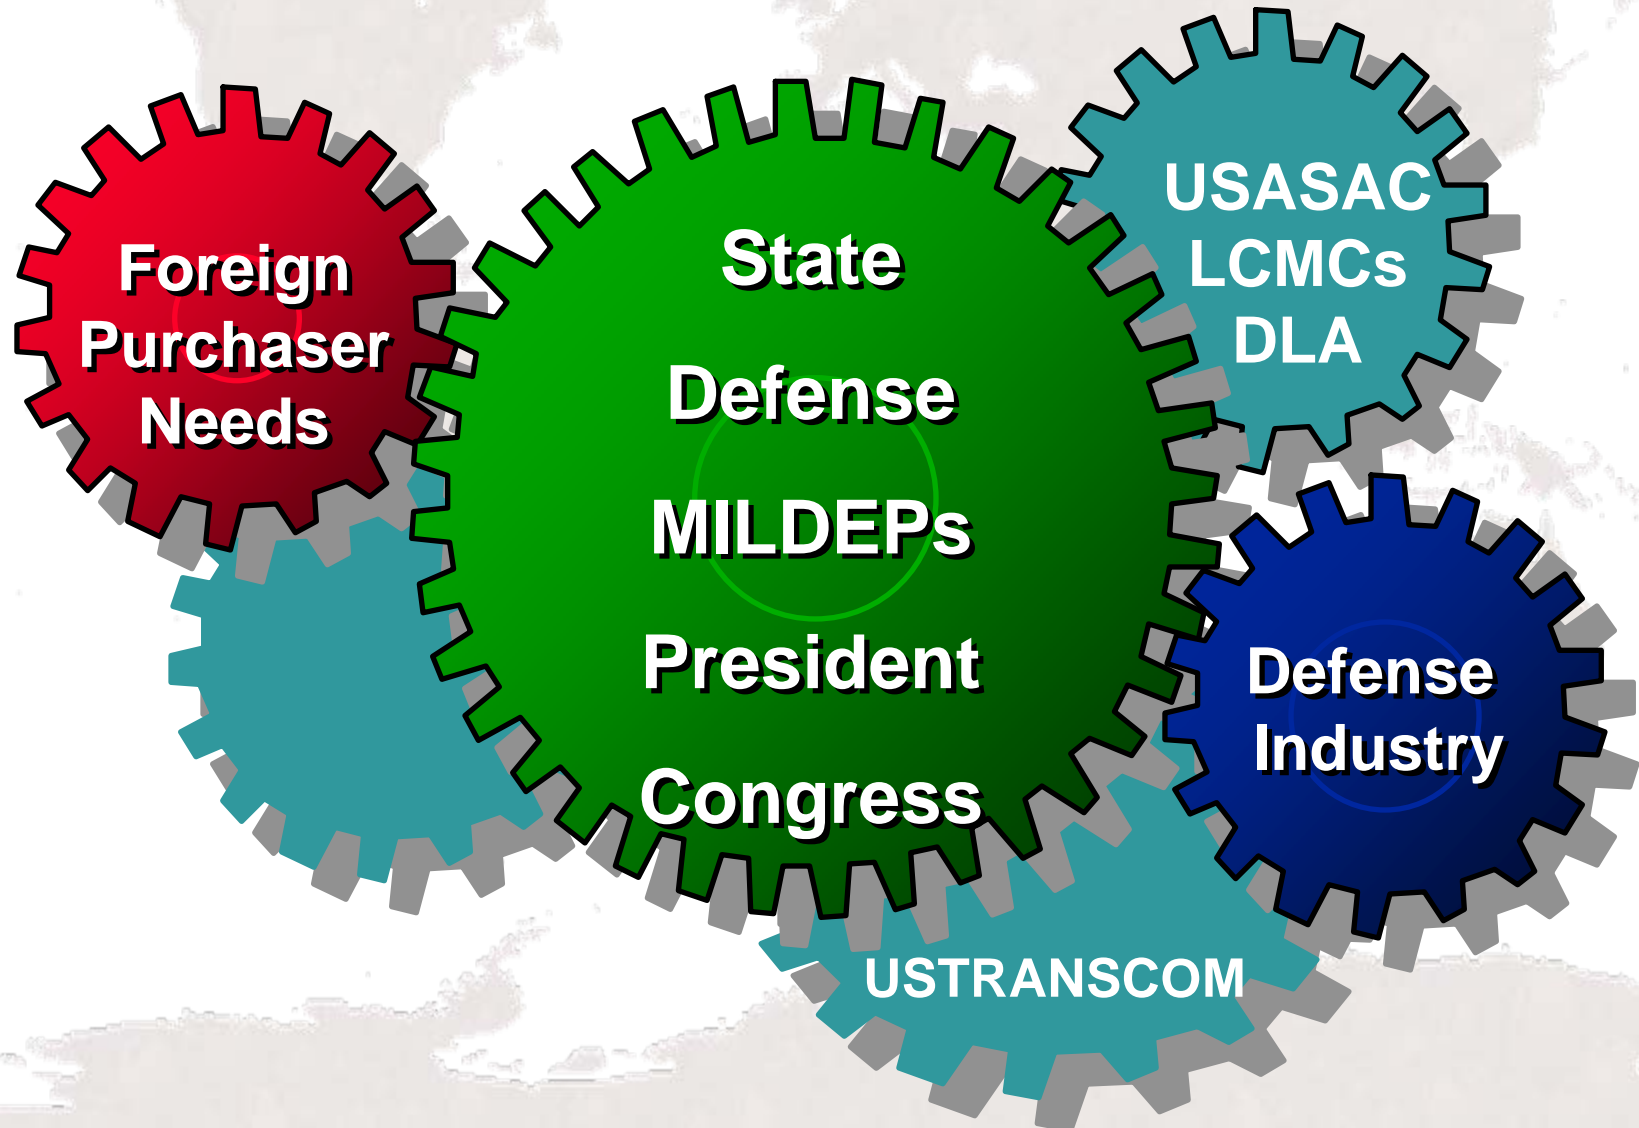 Foreign
Purchaser
Needs
State
Defense
MILDEPs
President
Congress
USASAC
LCMCs
DLA
Defense
Industry
USTRANSCOM